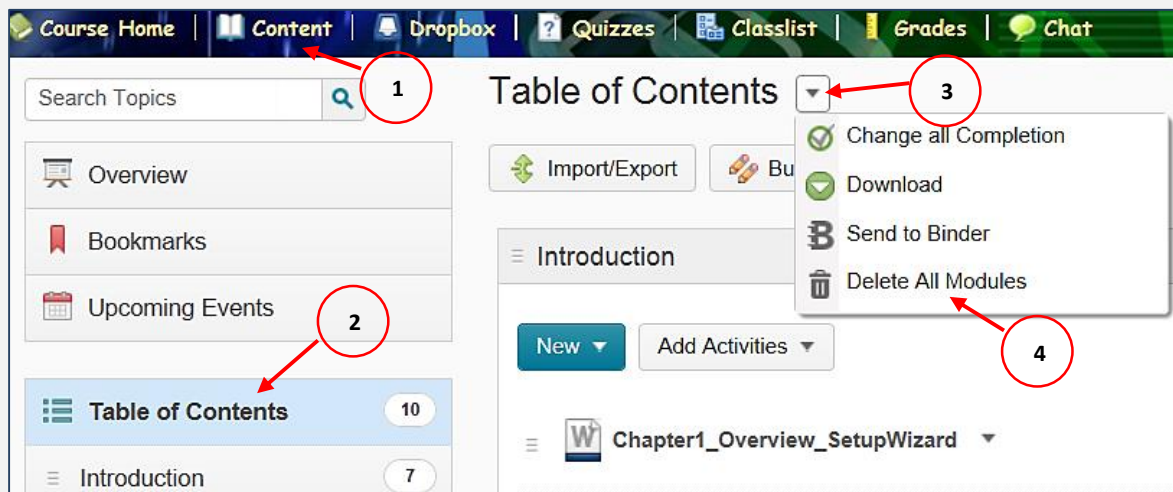 Course Home | Content | Dropbox | Quizzes | Classlist | Grades | Chat
1
Search Topics
Overview
Bookmarks
Upcoming Events
2
Table of Contents 10
Introduction 7
Table of Contents
3
Import/Export
Bu
Change all Completion
Download
Send to Binder
Delete All Modules
4
Introduction
New
Add Activities
Chapter1_Overview_SetupWizard